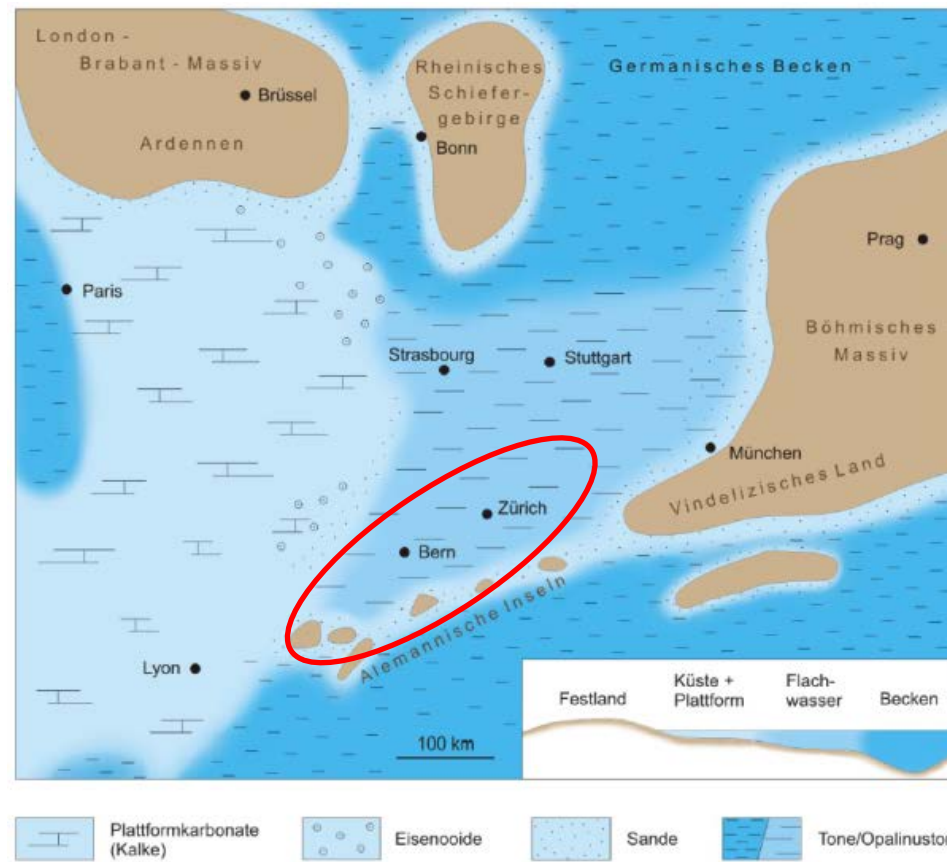 London -
Brabant - Massiv
Brüssel
Ardennen
Rheinisches
Schiefer-
gebirge
Bonn
Germanisches Becken
Prag
Paris
Böhmisches
Massiv
Strasbourg
Stuttgart
München
Vindelizisches Land
Zürich
Bern
Alemannische Inseln
Lyon
100 km
Festland
Küste +
Plattform
Flach-
wasser
Becken
Plattformkarbonate
(Kalke)
Eisenooide
Sande
Tone/Opalinuston